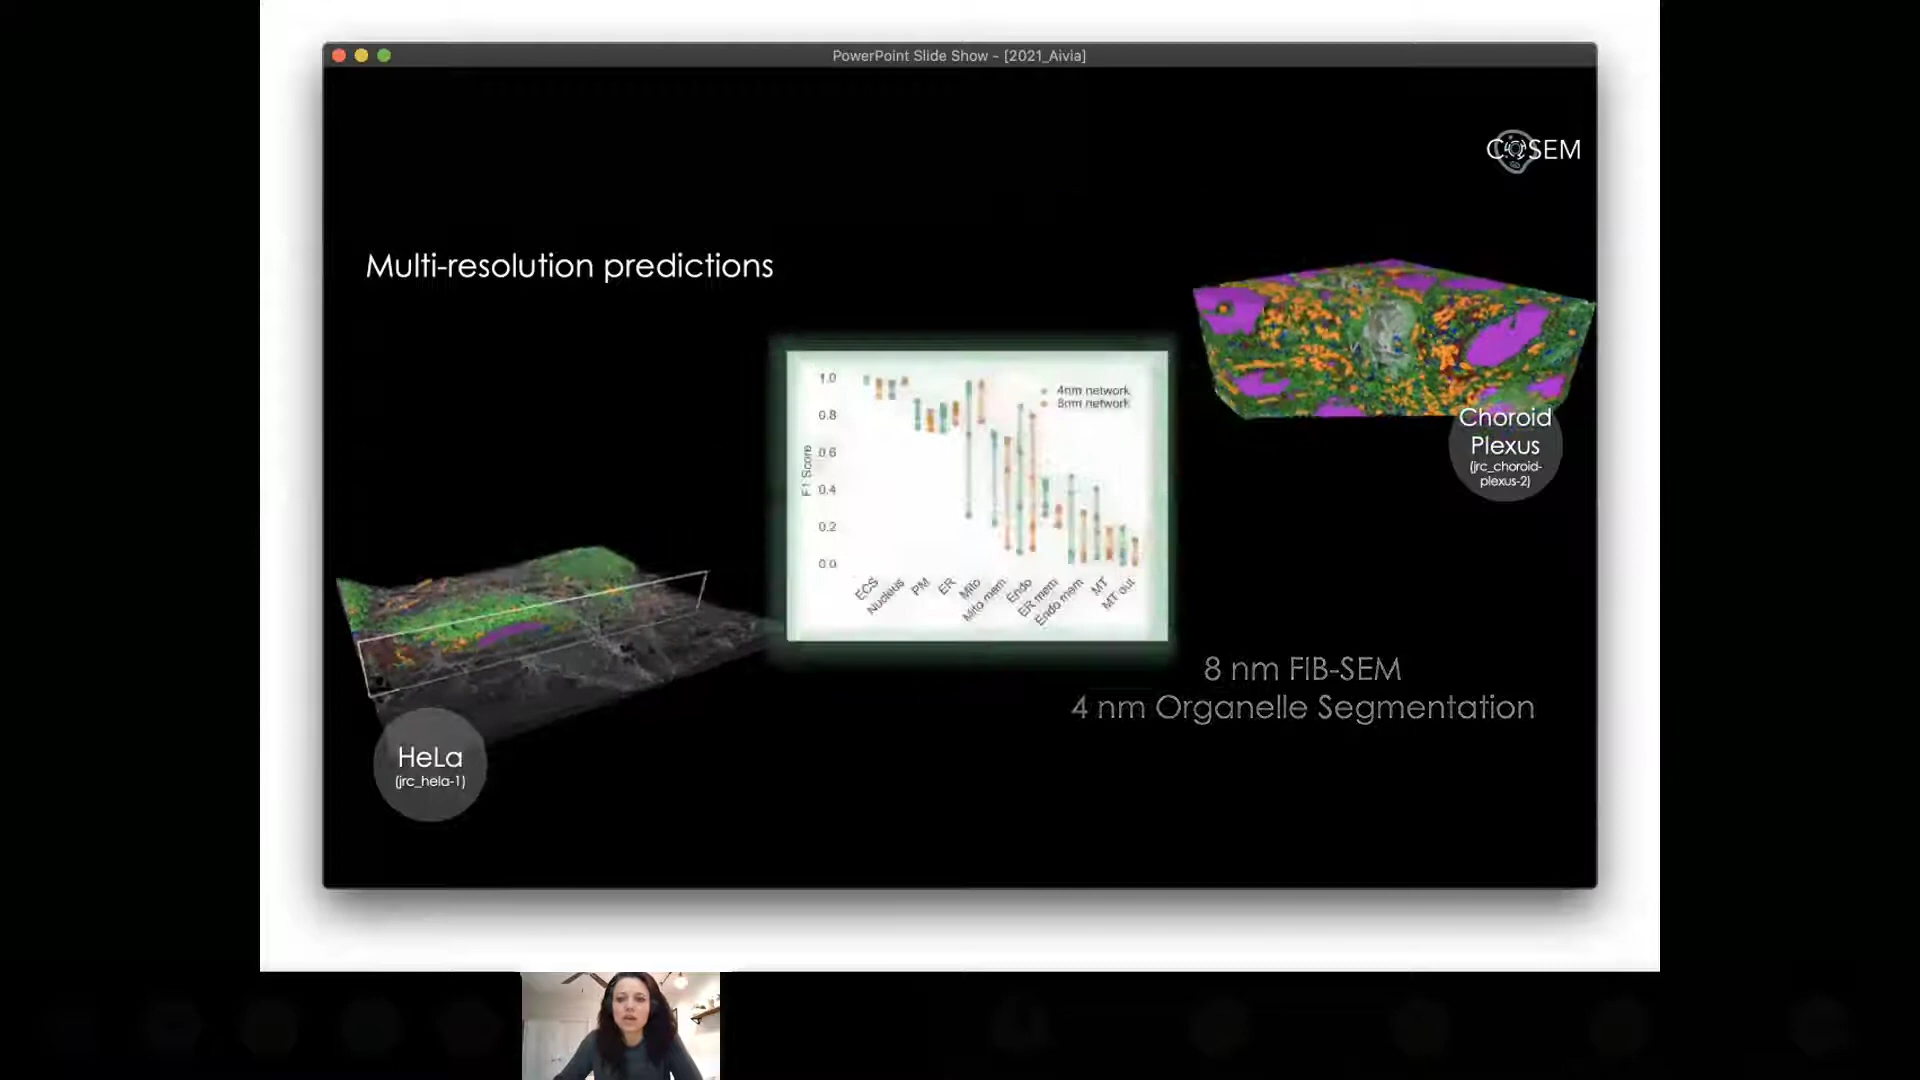 PowerPoint Slide Show - [2021_Aivia]
COSEM
Multi-resolution predictions
1.0
0.8
0.6
0.4
0.2
0.0
F1 Score
4nm network
8nm network
ECS
Nucleus
PM
ER
Mito
Mito mem
Endo
ER mem
Endo mem
MT
MT out
Choroid
Plexus
(jrc_choroid-
plexus-2)
8 nm FIB-SEM
4 nm Organelle Segmentation
HeLa
(jrc_hela-1)